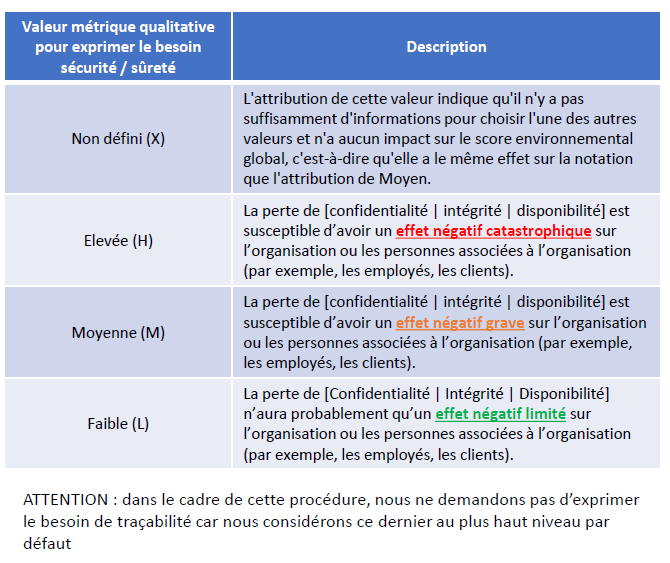 Valeur métrique qualitative
pour exprimer le besoin
sécurité / sûreté
Description
Non défini (X)
L'attribution de cette valeur indique qu'il n'y a pas
suffisamment d'informations pour choisir l'une des autres
valeurs et n'a aucun impact sur le score environnemental
global, c'est-à-dire qu'elle a le même effet sur la notation
que l'attribution de Moyen.
Elevée (H)
La perte de [confidentialité | intégrité | disponibilité] est
susceptible d’avoir un effet négatif catastrophique sur
l’organisation ou les personnes associées à l’organisation
(par exemple, les employés, les clients).
Moyenne (M)
La perte de [confidentialité | intégrité | disponibilité] est
susceptible d’avoir un effet négatif grave sur l’organisation
ou les personnes associées à l’organisation (par exemple,
les employés, les clients).
Faible (L)
La perte de [Confidentialité | Intégrité | Disponibilité]
n’aura probablement qu’un effet négatif limité sur
l’organisation ou les personnes associées à l’organisation
(par exemple, les employés, les clients).
ATTENTION : dans le cadre de cette procédure, nous ne demandons pas d’exprimer
le besoin de traçabilité car nous considérons ce dernier au plus haut niveau par
défaut